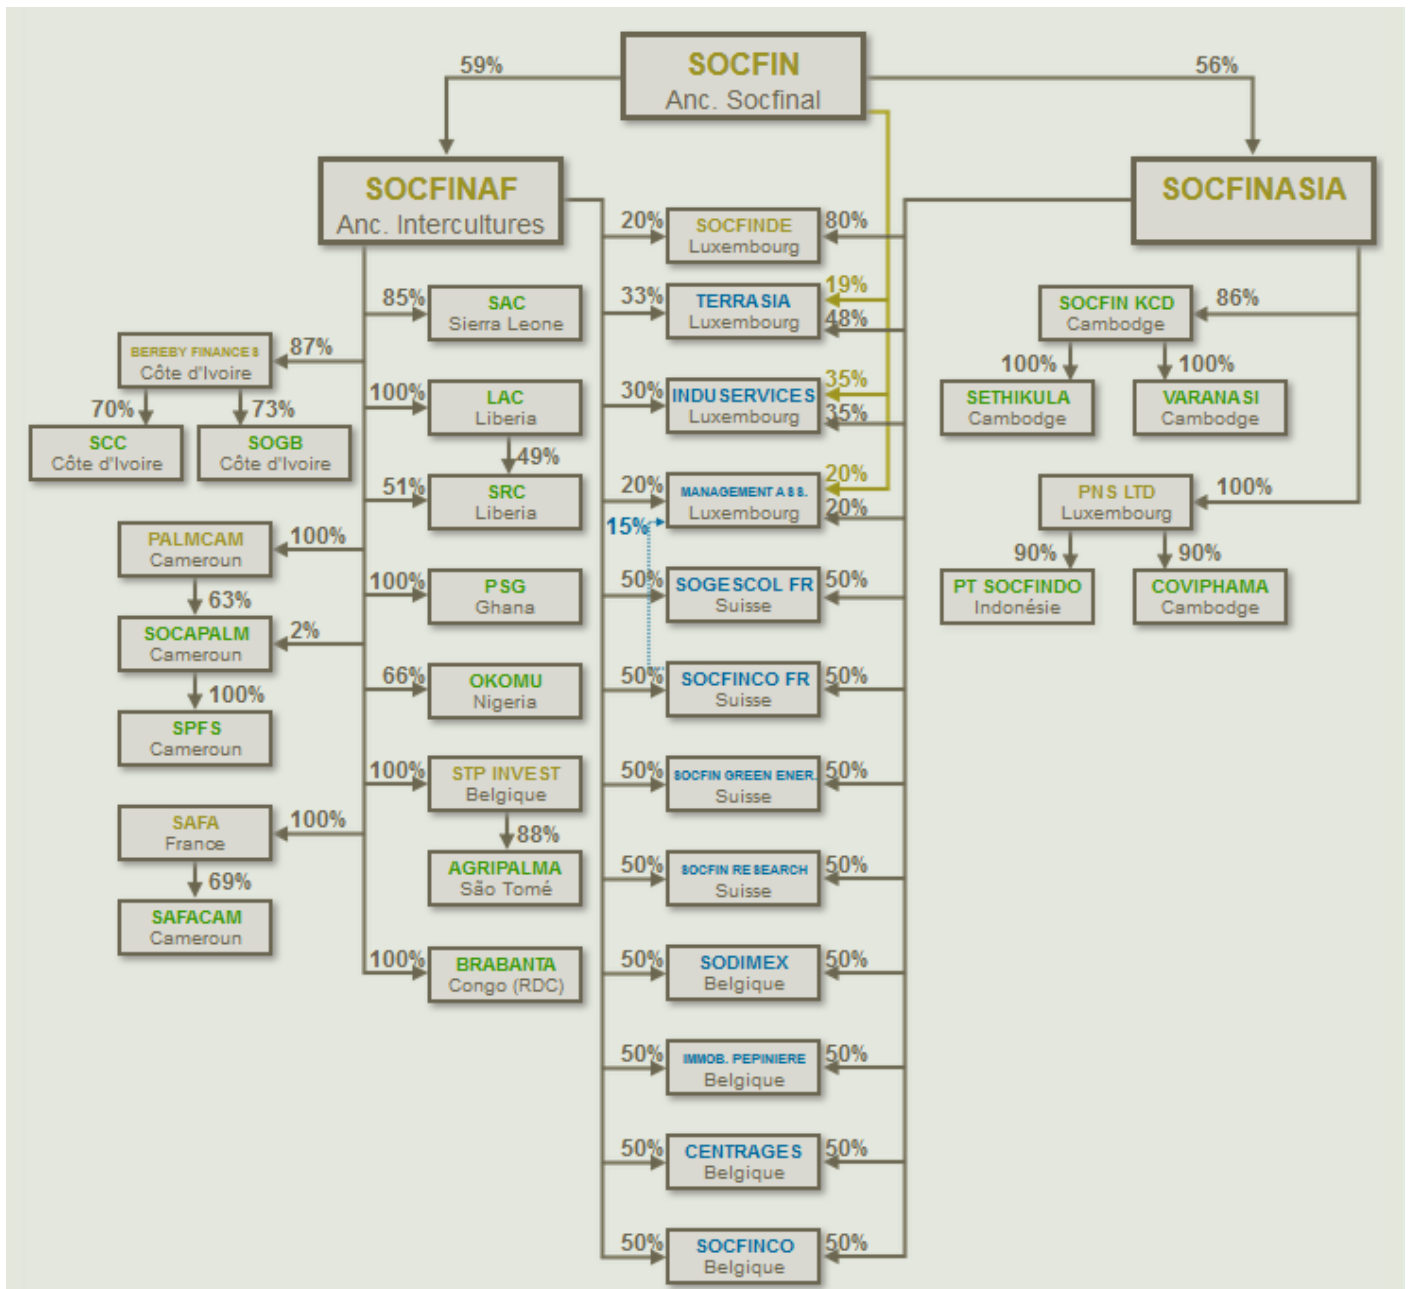 SOCFIN
Anc. Socfinal
59%
56%
SOCFINAF
Anc. Intercultures
SOCFINASIA
20%
SOCFINDE
Luxembourg
80%
85%
SAC
Sierra Leone
33%
TERRASIA
Luxembourg
19%
48%
SOCFIN KCD
Cambodge
86%
BEREBY FINANCES
Côte d'Ivoire
87%
100%
100%
70%
73%
100%
LAC
Liberia
30%
INDUSERVICES
Luxembourg
35%
35%
SETHIKULA
Cambodge
VARANASI
Cambodge
SCC
Côte d'Ivoire
SOGB
Côte d'Ivoire
49%
51%
SRC
Liberia
20%
MANAGEMENT ASS.
Luxembourg
20%
20%
15%
PNS LTD
Luxembourg
100%
PALMCAM
Cameroun
100%
90%
90%
63%
100%
PSG
Ghana
50%
SOGESCOL FR
Suisse
50%
PT SOCFINDO
Indonésie
COVIPHAMA
Cambodge
SOCAPALM
Cameroun
2%
100%
66%
OKOMU
Nigeria
50%
SOCFINCO FR
Suisse
50%
SPFS
Cameroun
100%
STP INVEST
Belgique
50%
SOCFIN GREEN ENER.
Suisse
50%
SAFA
France
100%
88%
69%
AGRIPALMA
São Tomé
50%
SOCFIN RESEARCH
Suisse
50%
SAFACAM
Cameroun
100%
BRABANTA
Congo (RDC)
50%
SODIMEX
Belgique
50%
50%
IMMOB. PEPINIERE
Belgique
50%
50%
CENTRAGES
Belgique
50%
50%
SOCFINCO
Belgique
50%